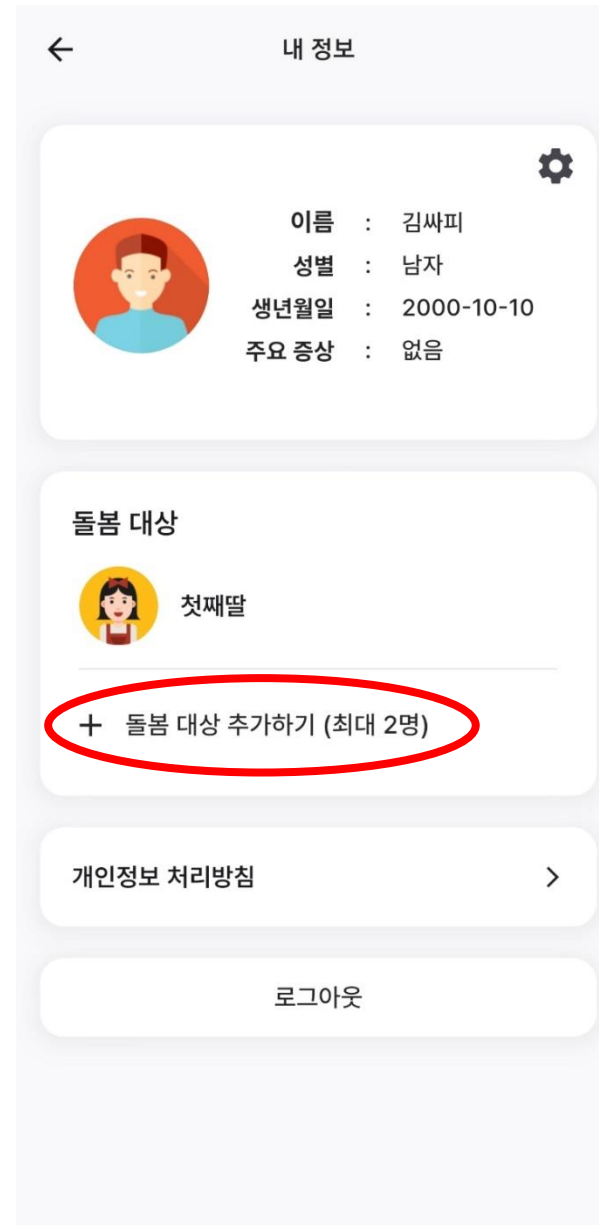 내 정보
이름 : 김싸피
성별 : 남자
생년월일 : 2000-10-10
주요 증상 : 없음
돌봄 대상
첫째딸
+ 돌봄 대상 추가하기 (최대 2명)
개인정보 처리방침
로그아웃